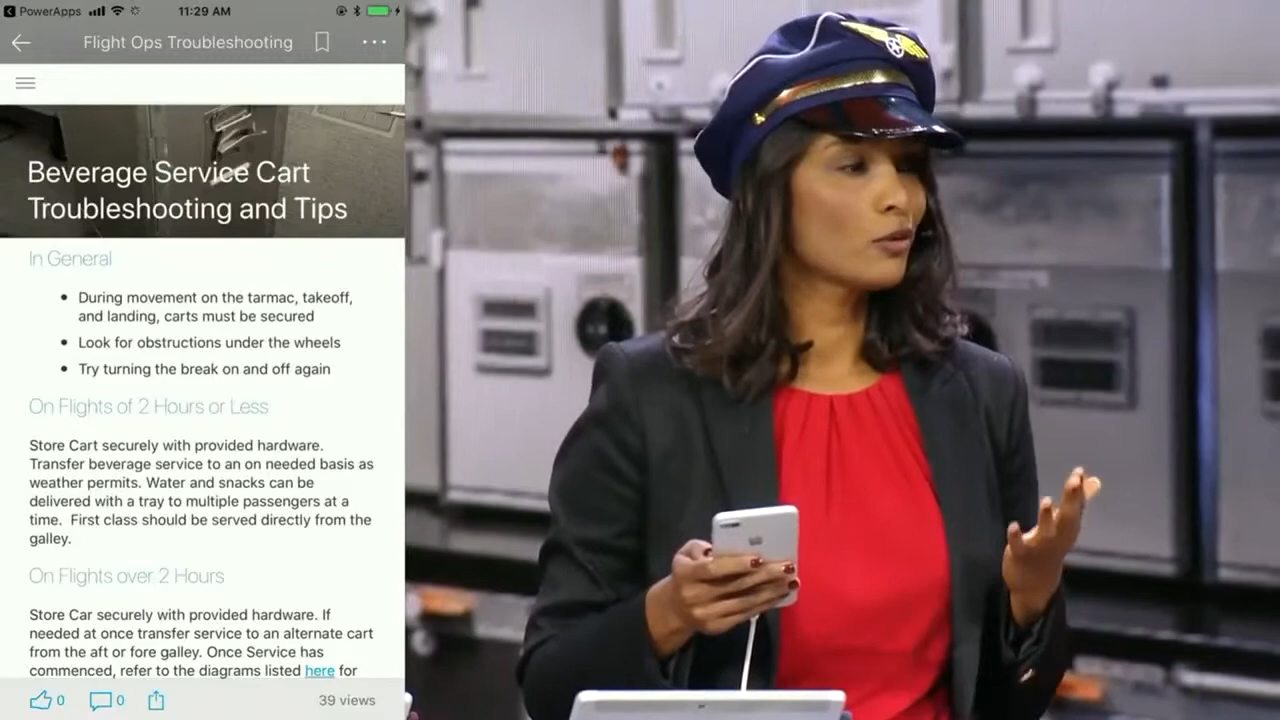 PowerApps
11:29 AM
Flight Ops Troubleshooting
Beverage Service Cart
Troubleshooting and Tips
In General
• During movement on the tarmac, takeoff,
and landing, carts must be secured
• Look for obstructions under the wheels
• Try turning the break on and off again
On Flights of 2 Hours or Less
Store Cart securely with provided hardware.
Transfer beverage service to an on needed basis as
weather permits. Water and snacks can be
delivered with a tray to multiple passengers at a
time. First class should be served directly from the
galley.
On Flights over 2 Hours
Store Car securely with provided hardware. If
needed at once transfer service to an alternate cart
from the aft or fore galley. Once Service has
commenced, refer to the diagrams listed here for
0
0
39 views